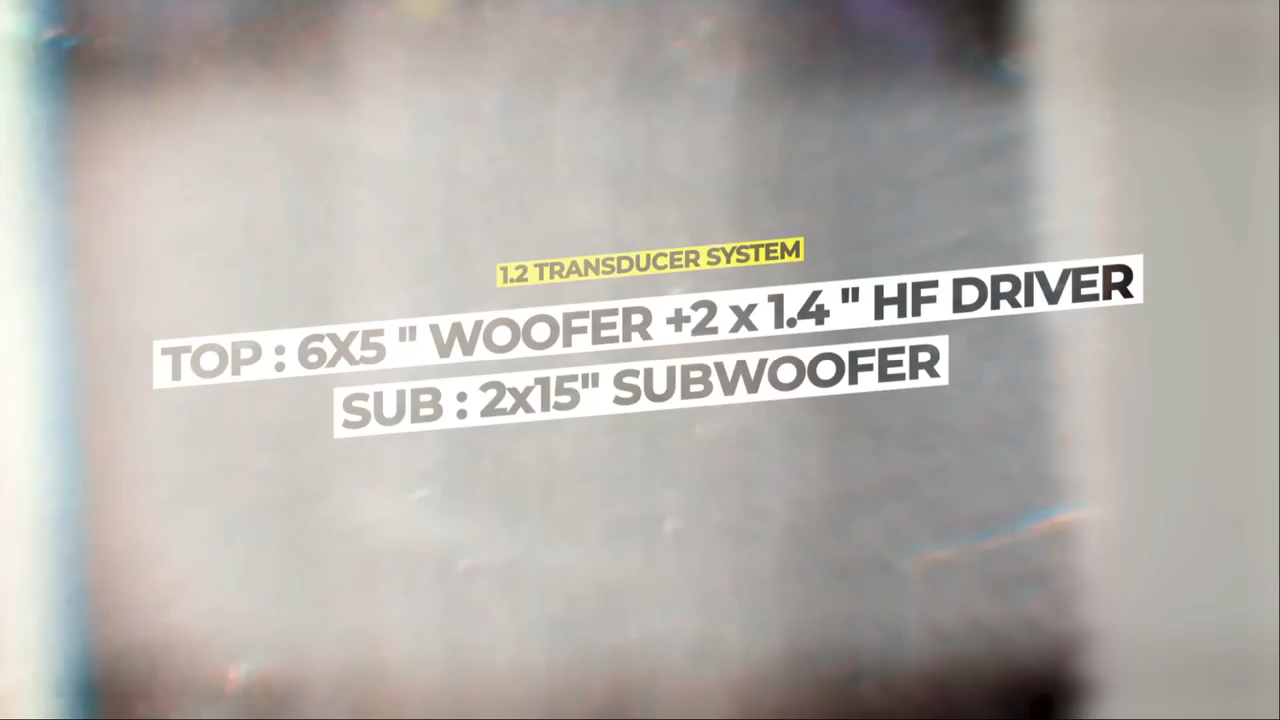 1.2 TRANSDUCER SYSTEM
TOP : 6X5 " WOOFER +2 x 1.4 " HF DRIVER
SUB : 2x15" SUBWOOFER